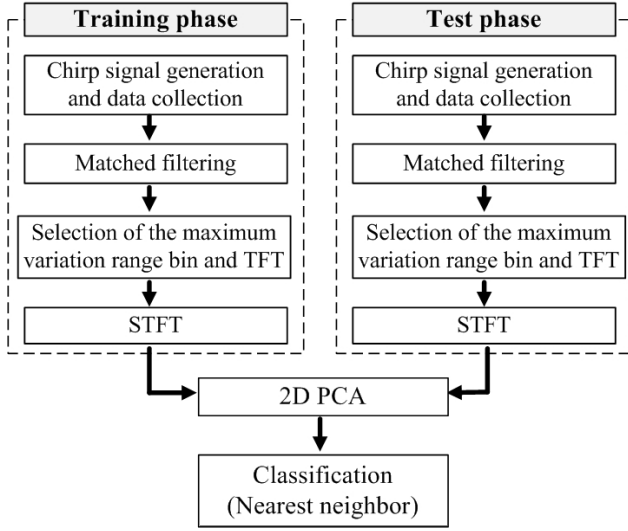 Training phase
Chirp signal generation
and data collection
Matched filtering
Selection of the maximum
variation range bin and TFT
STFT
Test phase
Chirp signal generation
and data collection
Matched filtering
Selection of the maximum
variation range bin and TFT
STFT
2D PCA
Classification
(Nearest neighbor)